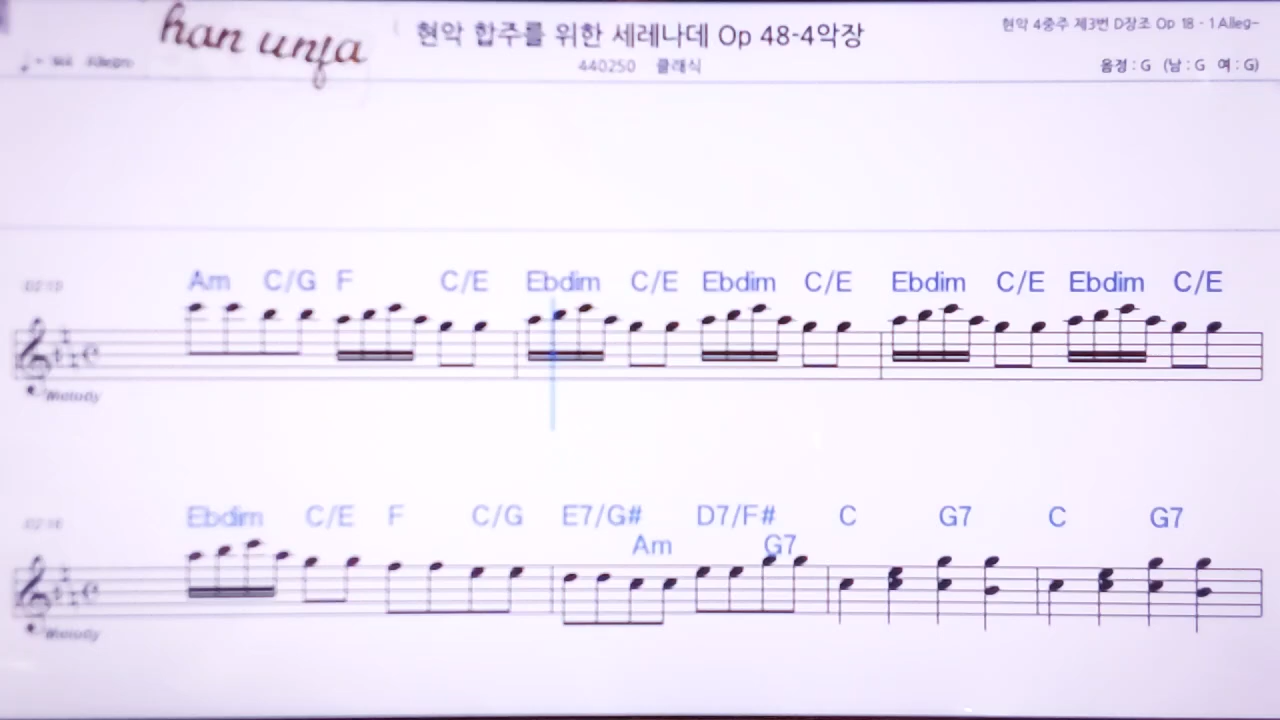 han unfa
현악 합주를 위한 세레나데 Op 48-4악장
현악 4중주 제3번 D장조 Op 18 - 1 Alleg~
440250 클래식
음정 : G (남 : G 여 : G)
Allegro
Am C/G F C/E Ebdim C/E Ebdim C/E Ebdim C/E Ebdim C/E
Melody
Ebdim C/E F C/G E7/G# D7/F# C G7 C G7
Am G7
Melody